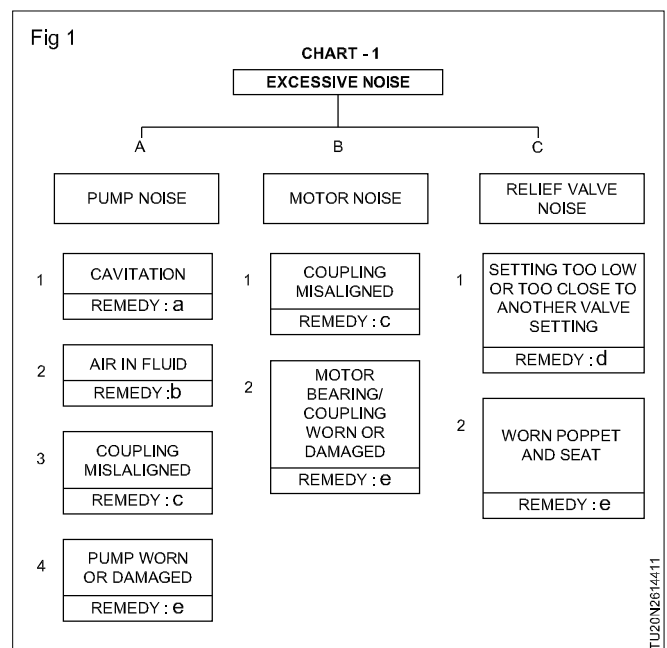 Fig 1
CHART - 1
EXCESSIVE NOISE
A
B
C
PUMP NOISE
MOTOR NOISE
RELIEF VALVE
NOISE
1
CAVITATION
REMEDY : a
2
AIR IN FLUID
REMEDY :b
3
COUPLING
MISLALIGNED
REMEDY : c
4
PUMP WORN
OR DAMAGED
REMEDY : e
1
COUPLING
MISALIGNED
REMEDY : c
2
MOTOR
BEARING/
COUPLING
WORN OR
DAMAGED
REMEDY : e
1
SETTING TOO LOW
OR TOO CLOSE TO
ANOTHER VALVE
SETTING
REMEDY : d
2
WORN POPPET
AND SEAT
REMEDY : e
TU20N2614411